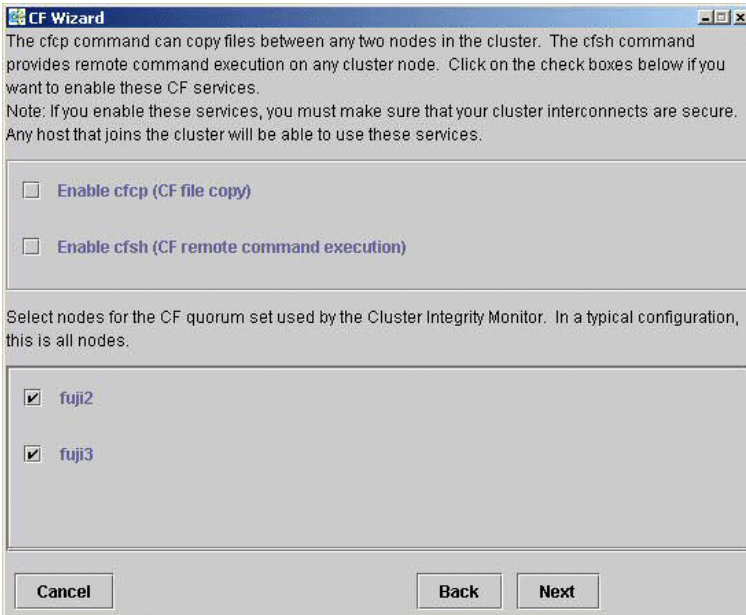 CF Wizard
The cfcp command can copy files between any two nodes in the cluster. The cfsh command
provides remote command execution on any cluster node. Click on the check boxes below if you
want to enable these CF services.
Note: If you enable these services, you must make sure that your cluster interconnects are secure.
Any host that joins the cluster will be able to use these services.
Enable cfcp (CF file copy)
Enable cfsh (CF remote command execution)
Select nodes for the CF quorum set used by the Cluster Integrity Monitor. In a typical configuration,
this is all nodes.
fuji2
fuji3
Cancel Back Next